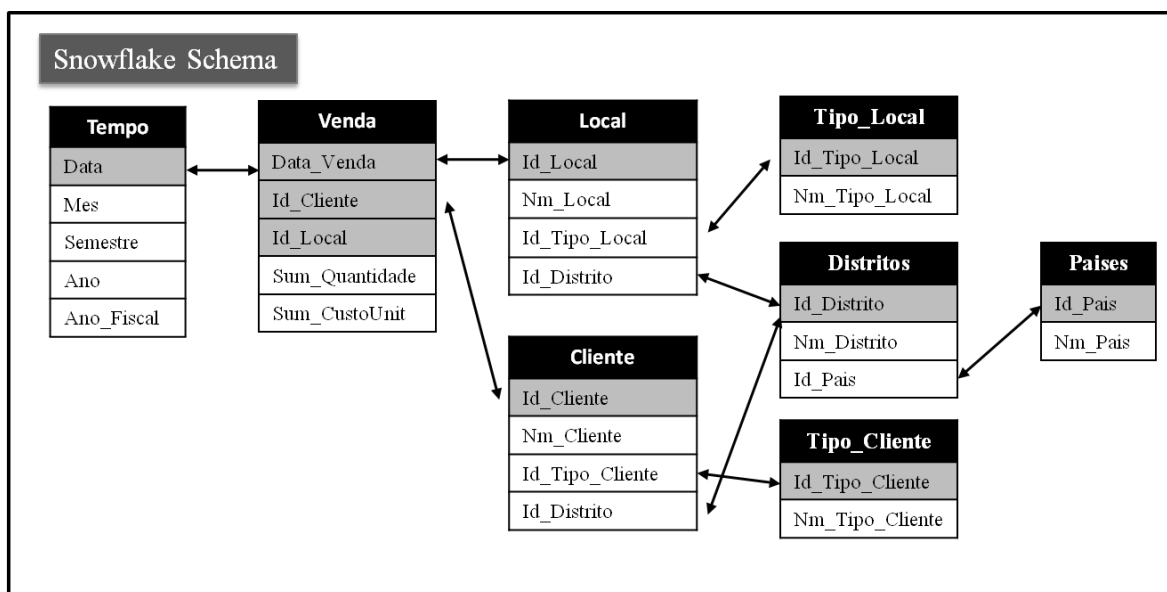 Snowflake Schema
Tempo
Data
Mes
Semestre
Ano
Ano_Fiscal
Venda
Data_Venda
Id_Cliente
Id_Local
Sum_Quantidade
Sum_CustoUnit
Local
Id_Local
Nm_Local
Id_Tipo_Local
Id_Distrito
Cliente
Id_Cliente
Nm_Cliente
Id_Tipo_Cliente
Id_Distrito
Tipo_Local
Id_Tipo_Local
Nm_Tipo_Local
Distritos
Id_Distrito
Nm_Distrito
Id_Pais
Tipo_Cliente
Id_Tipo_Cliente
Nm_Tipo_Cliente
Paises
Id_Pais
Nm_Pais